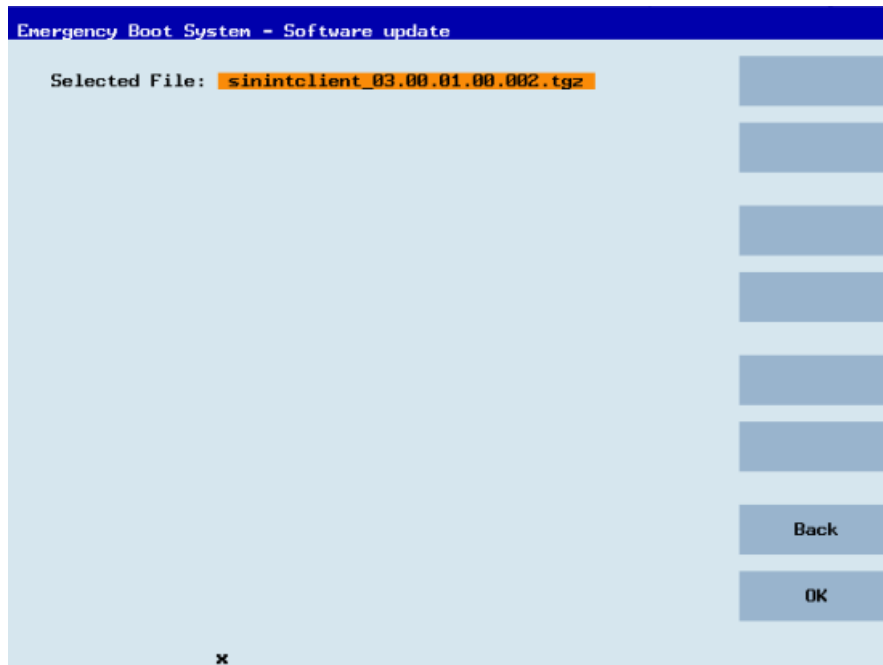 Emergency Boot System - Software update
Selected File: sinintclient_03.00.01.00.002.tgz
Back
OK
x